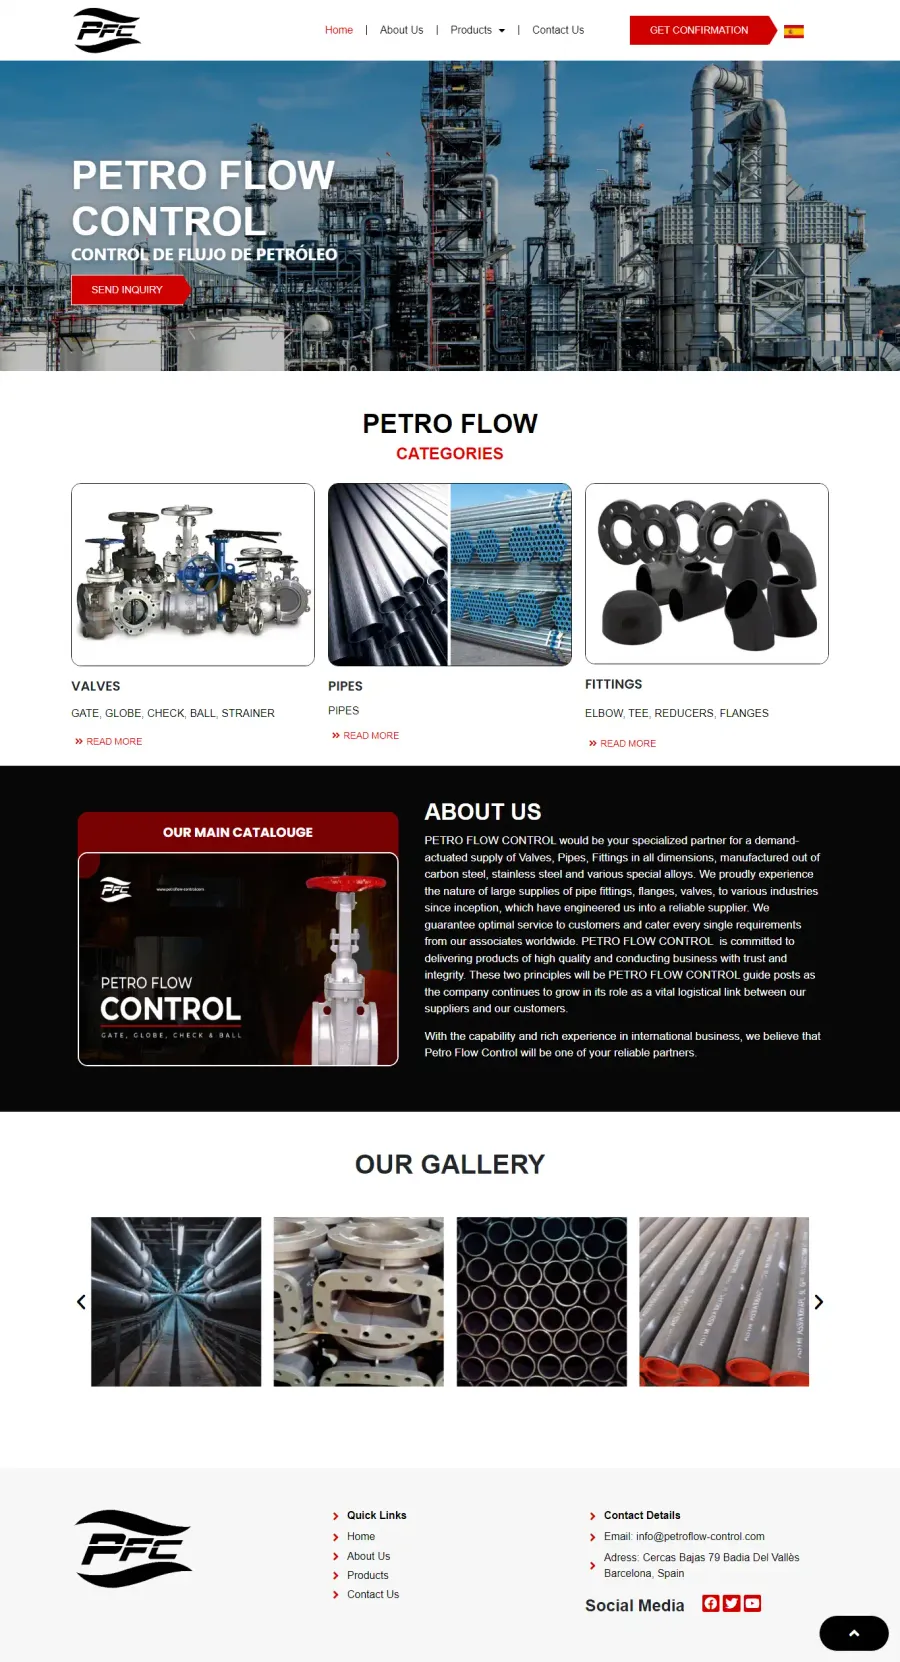 PFC
Home
About Us
Products
Contact Us
GET CONFIRMATION
PETRO FLOW
CONTROL
CONTROL DE FLUJO DE PETRÓLEO
SEND INQUIRY
PETRO FLOW
CATEGORIES
VALVES
GATE, GLOBE, CHECK, BALL, STRAINER
READ MORE
PIPES
PIPES
READ MORE
FITTINGS
ELBOW, TEE, REDUCERS, FLANGES
READ MORE
OUR MAIN CATALOUGE
PFC
www.petroflow-control.com
PETRO FLOW
CONTROL
GATE, GLOBE, CHECK & BALL
ABOUT US
PETRO FLOW CONTROL would be your specialized partner for a demand-
actuated supply of Valves, Pipes, Fittings in all dimensions, manufactured out of
carbon steel, stainless steel and various special alloys. We proudly experience
the nature of large supplies of pipe fittings, flanges, valves, to various industries
since inception, which have engineered us into a reliable supplier. We
guarantee optimal service to customers and cater every single requirements
from our associates worldwide. PETRO FLOW CONTROL is committed to
delivering products of high quality and conducting business with trust and
integrity. These two principles will be PETRO FLOW CONTROL guide posts as
the company continues to grow in its role as a vital logistical link between our
suppliers and our customers.
With the capability and rich experience in international business, we believe that
Petro Flow Control will be one of your reliable partners.
OUR GALLERY
PFC
Quick Links
Home
About Us
Products
Contact Us
Contact Details
Email: info@petroflow-control.com
Adress: Cercas Bajas 79 Badia Del Vallès
Barcelona, Spain
Social Media